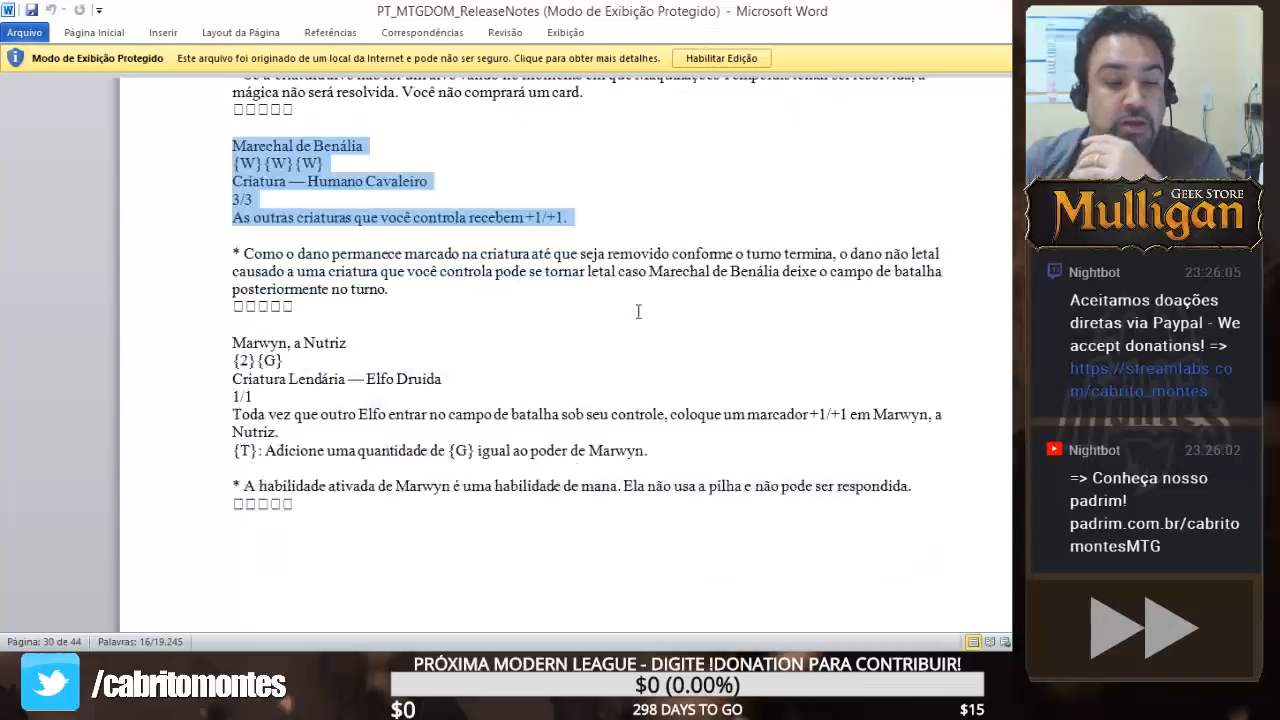 PT_MTGDOM_ReleaseNotes (Modo de Exibição Protegido) - Microsoft Word
Arquivo Página Inicial Inserir Layout da Página Referências Correspondências Revisão Exibição
Modo de Exibição Protegido Este arquivo foi originado de um local da Internet e pode não ser seguro. Clique para obter mais detalhes. Habilitar Edição
mágica não será resolvida. Você não comprará um card.
Marechal de Benália
{W}{W}{W}
Criatura — Humano Cavaleiro
3/3
As outras criaturas que você controla recebem +1/+1.
* Como o dano permanece marcado na criatura até que seja removido conforme o turno termina, o dano não letal
causado a uma criatura que você controla pode se tornar letal caso Marechal de Benália deixe o campo de batalha
posteriormente no turno.
Marwyn, a Nutriz
{2}{G}
Criatura Lendária — Elfo Druida
1/1
Toda vez que outro Elfo entrar no campo de batalha sob seu controle, coloque um marcador +1/+1 em Marwyn, a
Nutriz.
{T}: Adicione uma quantidade de {G} igual ao poder de Marwyn.
* A habilidade ativada de Marwyn é uma habilidade de mana. Ela não usa a pilha e não pode ser respondida.
Página: 30 de 44 Palavras: 16/19.245
GEEK STORE
Mulligan
Nightbot 23:26:05
Aceitamos doações
diretas via Paypal - We
accept donations! =>
https://streamlabs.co
m/cabrito_montes
Nightbot 23:26:02
=> Conheça nosso
padrim!
padrim.com.br/cabrito
montesMTG
/cabritomontes
PRÓXIMA MODERN LEAGUE - DIGITE !DONATION PARA CONTRIBUIR!
$0 (0.00%)
$0 298 DAYS TO GO $15